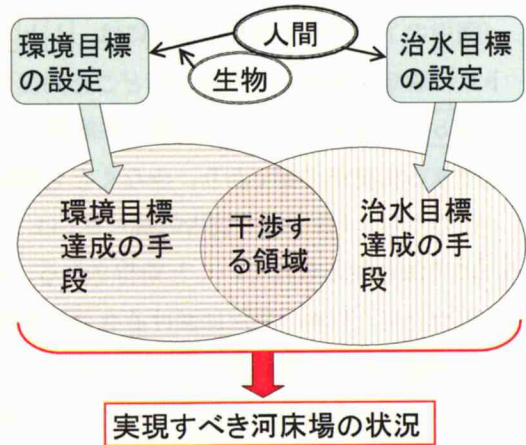 人間
環境目標
の設定
生物
治水目標
の設定
環境目標
達成の手
段
干渉す
る領域
治水目標
達成の手
段
実現すべき河床場の状況